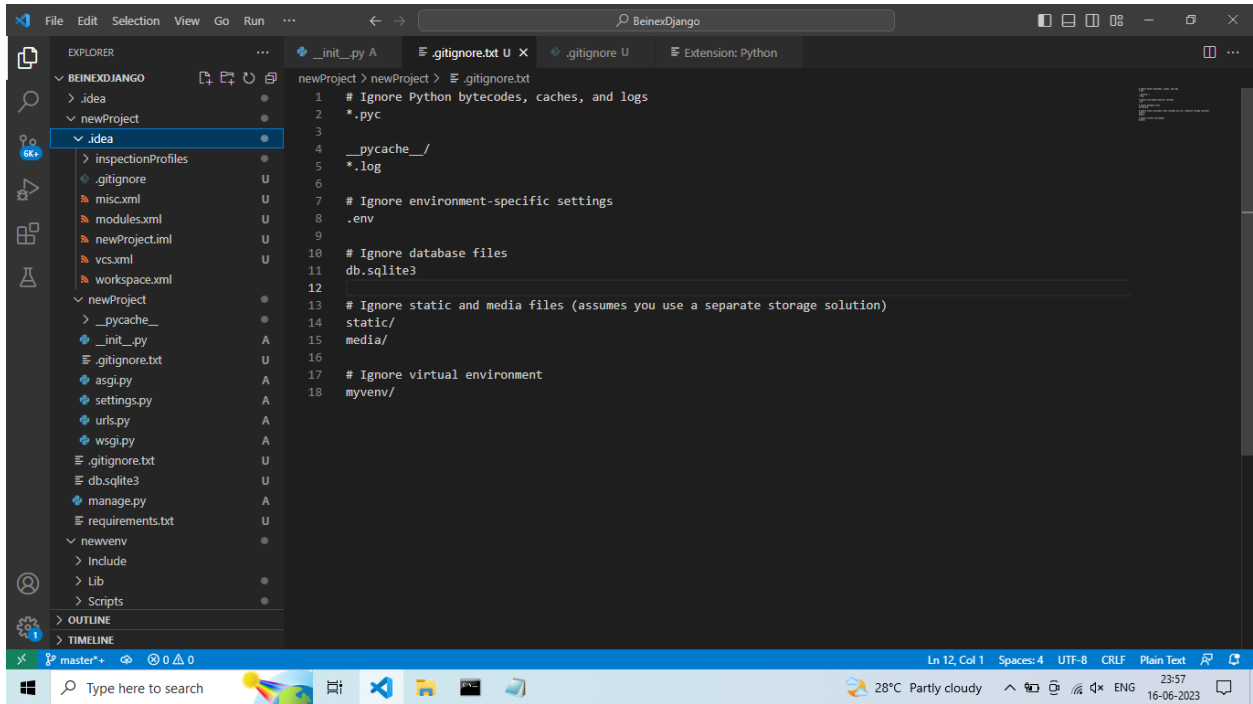 File Edit Selection View Go Run ··· BeinexDjango
EXPLORER ···
BEINEXDJANGO
.idea
newProject
.idea
inspectionProfiles
.gitignore U
misc.xml U
modules.xml U
newProject.iml U
vcs.xml U
workspace.xml
newProject
__pycache__
__init__.py A
.gitignore.txt U
asgi.py A
settings.py A
urls.py A
wsgi.py A
.gitignore.txt U
db.sqlite3 U
manage.py A
requirements.txt U
newvenv
Include
Lib
Scripts
OUTLINE
TIMELINE
6K+
1
__init__.py A .gitignore.txt U .gitignore U Extension: Python ···
newProject > newProject > .gitignore.txt
1 # Ignore Python bytecodes, caches, and logs
2 *.pyc
3
4 __pycache__/
5 *.log
6
7 # Ignore environment-specific settings
8 .env
9
10 # Ignore database files
11 db.sqlite3
12
13 # Ignore static and media files (assumes you use a separate storage solution)
14 static/
15 media/
16
17 # Ignore virtual environment
18 myvenv/
master*+ 0 0 Ln 12, Col 1 Spaces: 4 UTF-8 CRLF Plain Text
Type here to search 28°C Partly cloudy ENG 23:57
16-06-2023